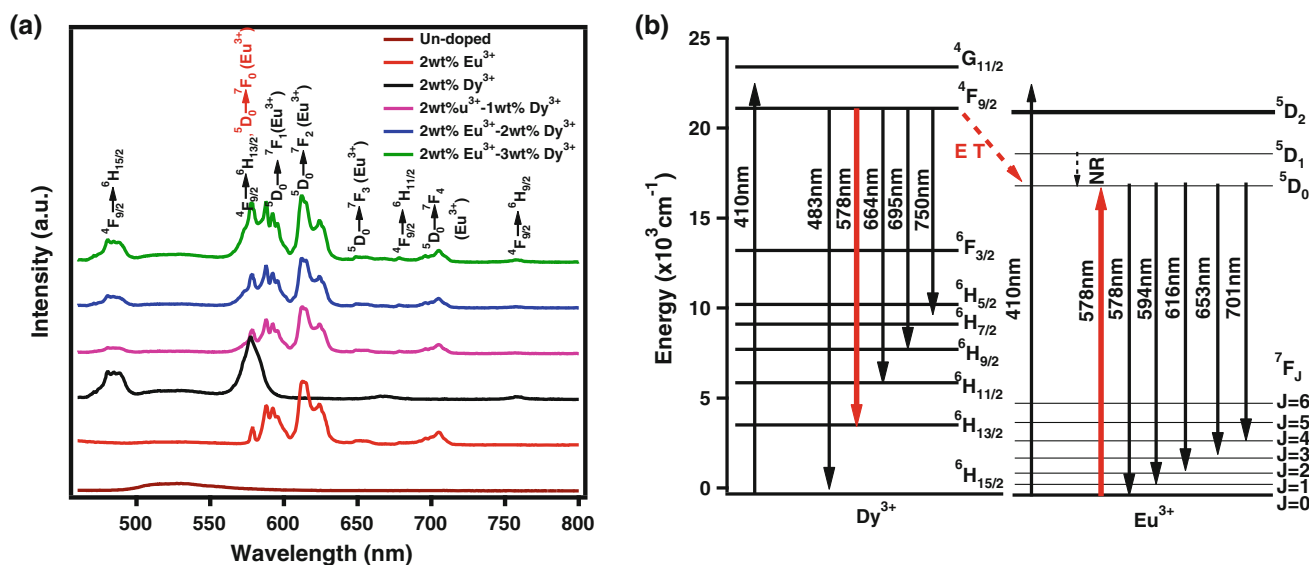 (a)
Intensity (a.u.)
Un-doped
2wt% Eu³⁺
2wt% Dy³⁺
2wt%u³⁺-1wt% Dy³⁺
2wt% Eu³⁺-2wt% Dy³⁺
2wt% Eu³⁺-3wt% Dy³⁺
⁴F₉/₂→⁶H₁₅/₂
⁴F₉/₂→⁶H₁₃/₂, ⁵D₀→⁷F₀ (Eu³⁺)
⁵D₀→⁷F₁(Eu³⁺)
⁵D₀→⁷F₂ (Eu³⁺)
⁵D₀→⁷F₃ (Eu³⁺)
⁴F₉/₂→⁶H₁₁/₂
⁵D₀→⁷F₄
(Eu³⁺)
⁴F₉/₂→⁶H₉/₂
500 550 600 650 700 750 800
Wavelength (nm)
(b)
Energy (x10³ cm⁻¹)
25
20
15
10
5
0
⁴G₁₁/₂
⁴F₉/₂
⁶F₃/₂
⁶H₅/₂
⁶H₇/₂
⁶H₉/₂
⁶H₁₁/₂
⁶H₁₃/₂
⁶H₁₅/₂
410nm
483nm
578nm
664nm
695nm
750nm
Dy³⁺
ET
410nm
NR
578nm
578nm
594nm
616nm
653nm
701nm
⁵D₂
⁵D₁
⁵D₀
⁷F_J
J=6
J=5
J=4
J=3
J=2
J=1
J=0
Eu³⁺